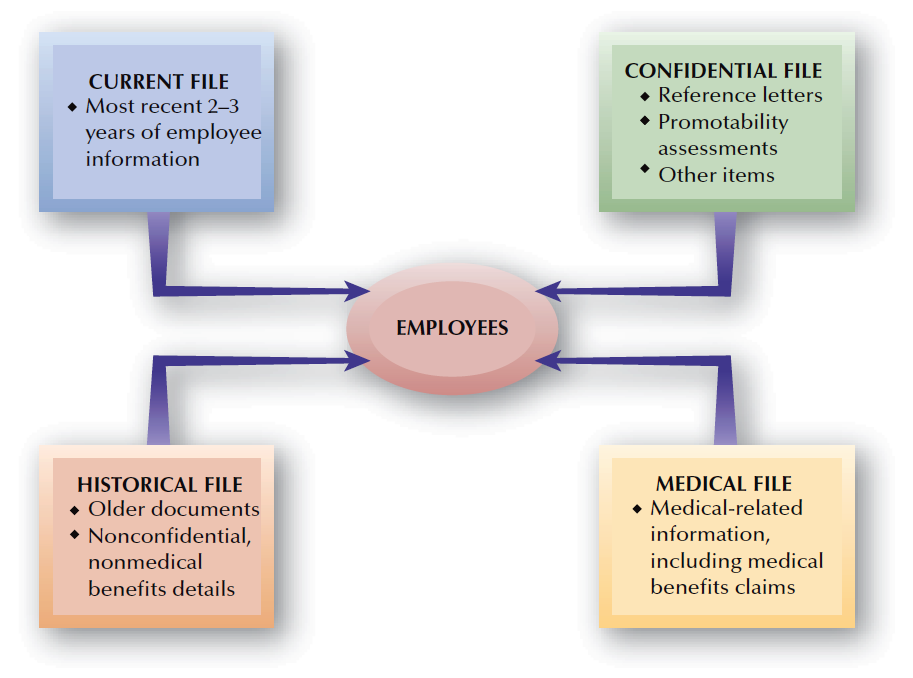 CURRENT FILE
◆ Most recent 2–3
years of employee
information
CONFIDENTIAL FILE
◆ Reference letters
◆ Promotability
assessments
◆ Other items
EMPLOYEES
HISTORICAL FILE
◆ Older documents
◆ Nonconfidential,
nonmedical
benefits details
MEDICAL FILE
◆ Medical-related
information,
including medical
benefits claims